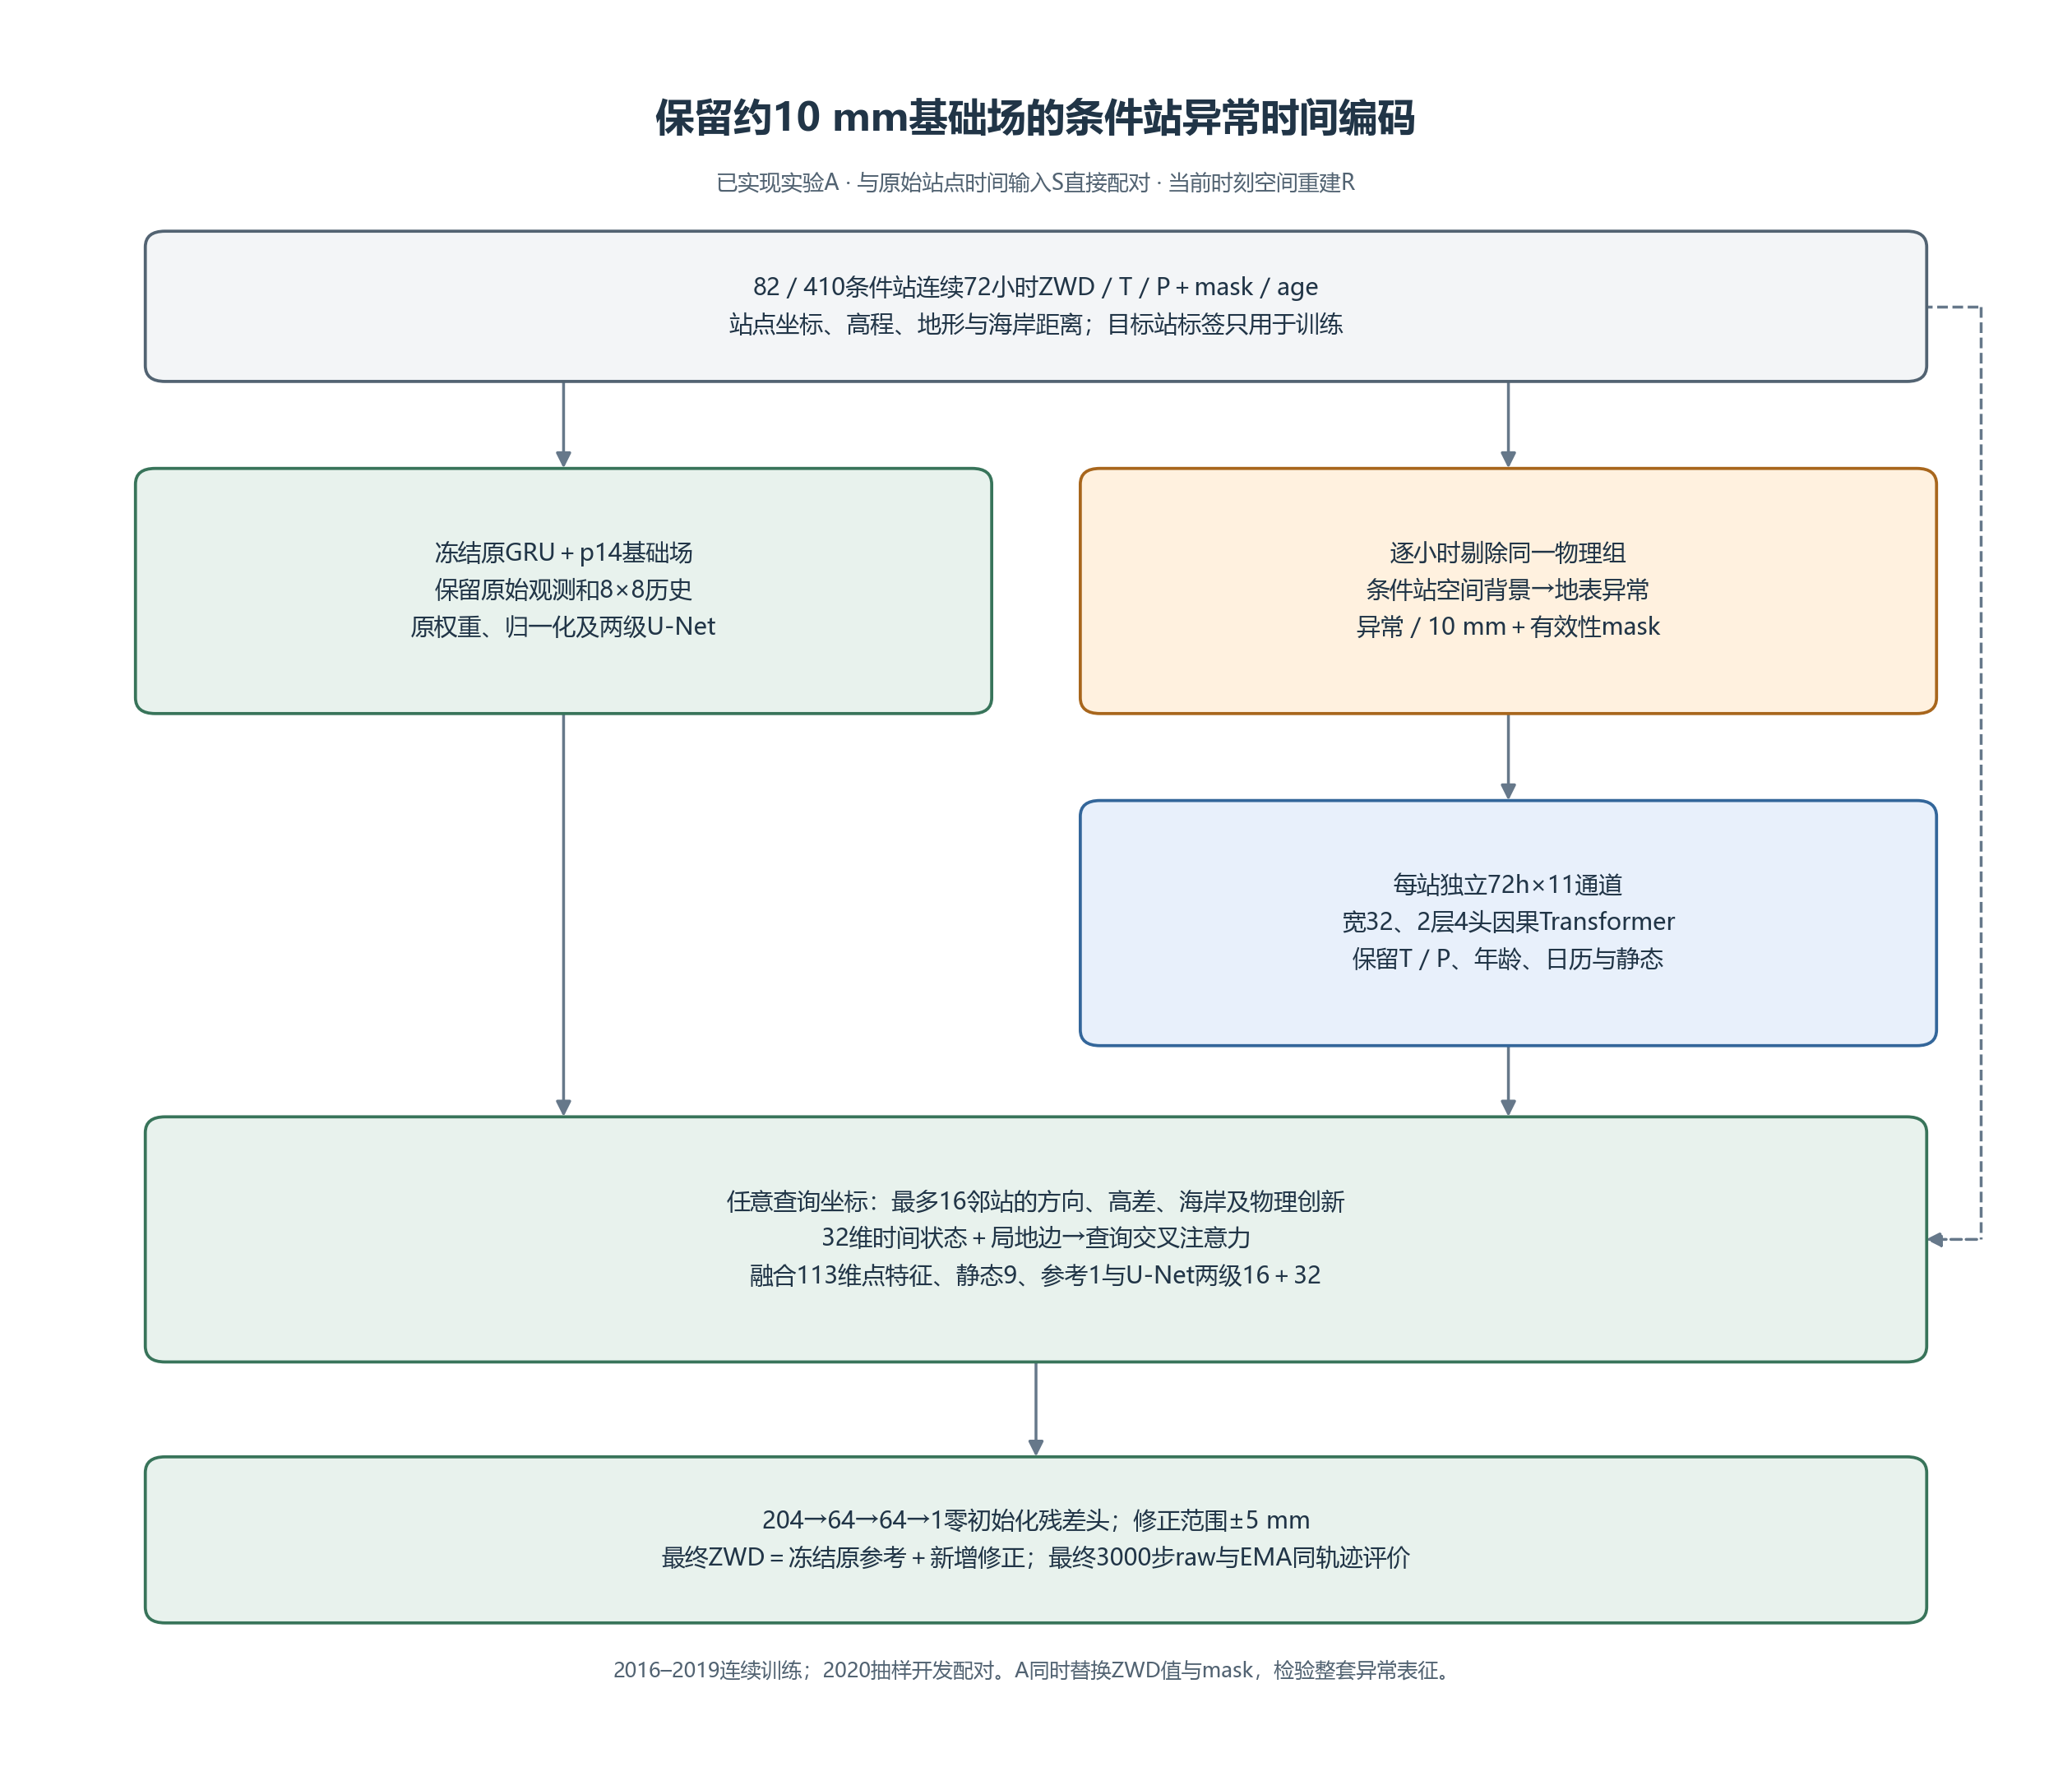 保留约10 mm基础场的条件站异常时间编码
已实现实验A · 与原始站点时间输入S直接配对 · 当前时刻空间重建R
82 / 410条件站连续72小时ZWD / T / P + mask / age
站点坐标、高程、地形与海岸距离；目标站标签只用于训练
冻结原GRU + p14基础场
保留原始观测和8×8历史
原权重、归一化及两级U-Net
逐小时剔除同一物理组
条件站空间背景→地表异常
异常 / 10 mm + 有效性mask
每站独立72h×11通道
宽32、2层4头因果Transformer
保留T / P、年龄、日历与静态
任意查询坐标：最多16邻站的方向、高差、海岸及物理创新
32维时间状态 + 局地边→查询交叉注意力
融合113维点特征、静态9、参考1与U-Net两级16 + 32
204→64→64→1零初始化残差头；修正范围±5 mm
最终ZWD = 冻结原参考 + 新增修正；最终3000步raw与EMA同轨迹评价
2016–2019连续训练；2020抽样开发配对。A同时替换ZWD值与mask，检验整套异常表征。